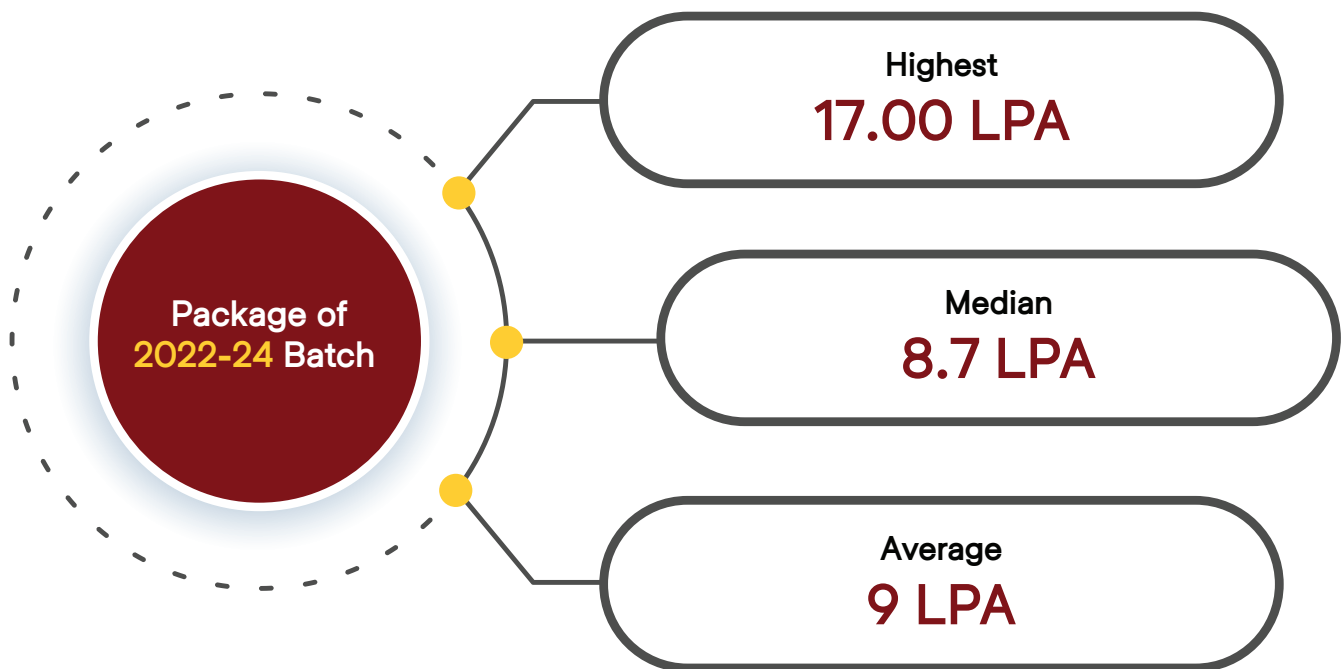 Package of
2022-24 Batch
Highest
17.00 LPA
Median
8.7 LPA
Average
9 LPA